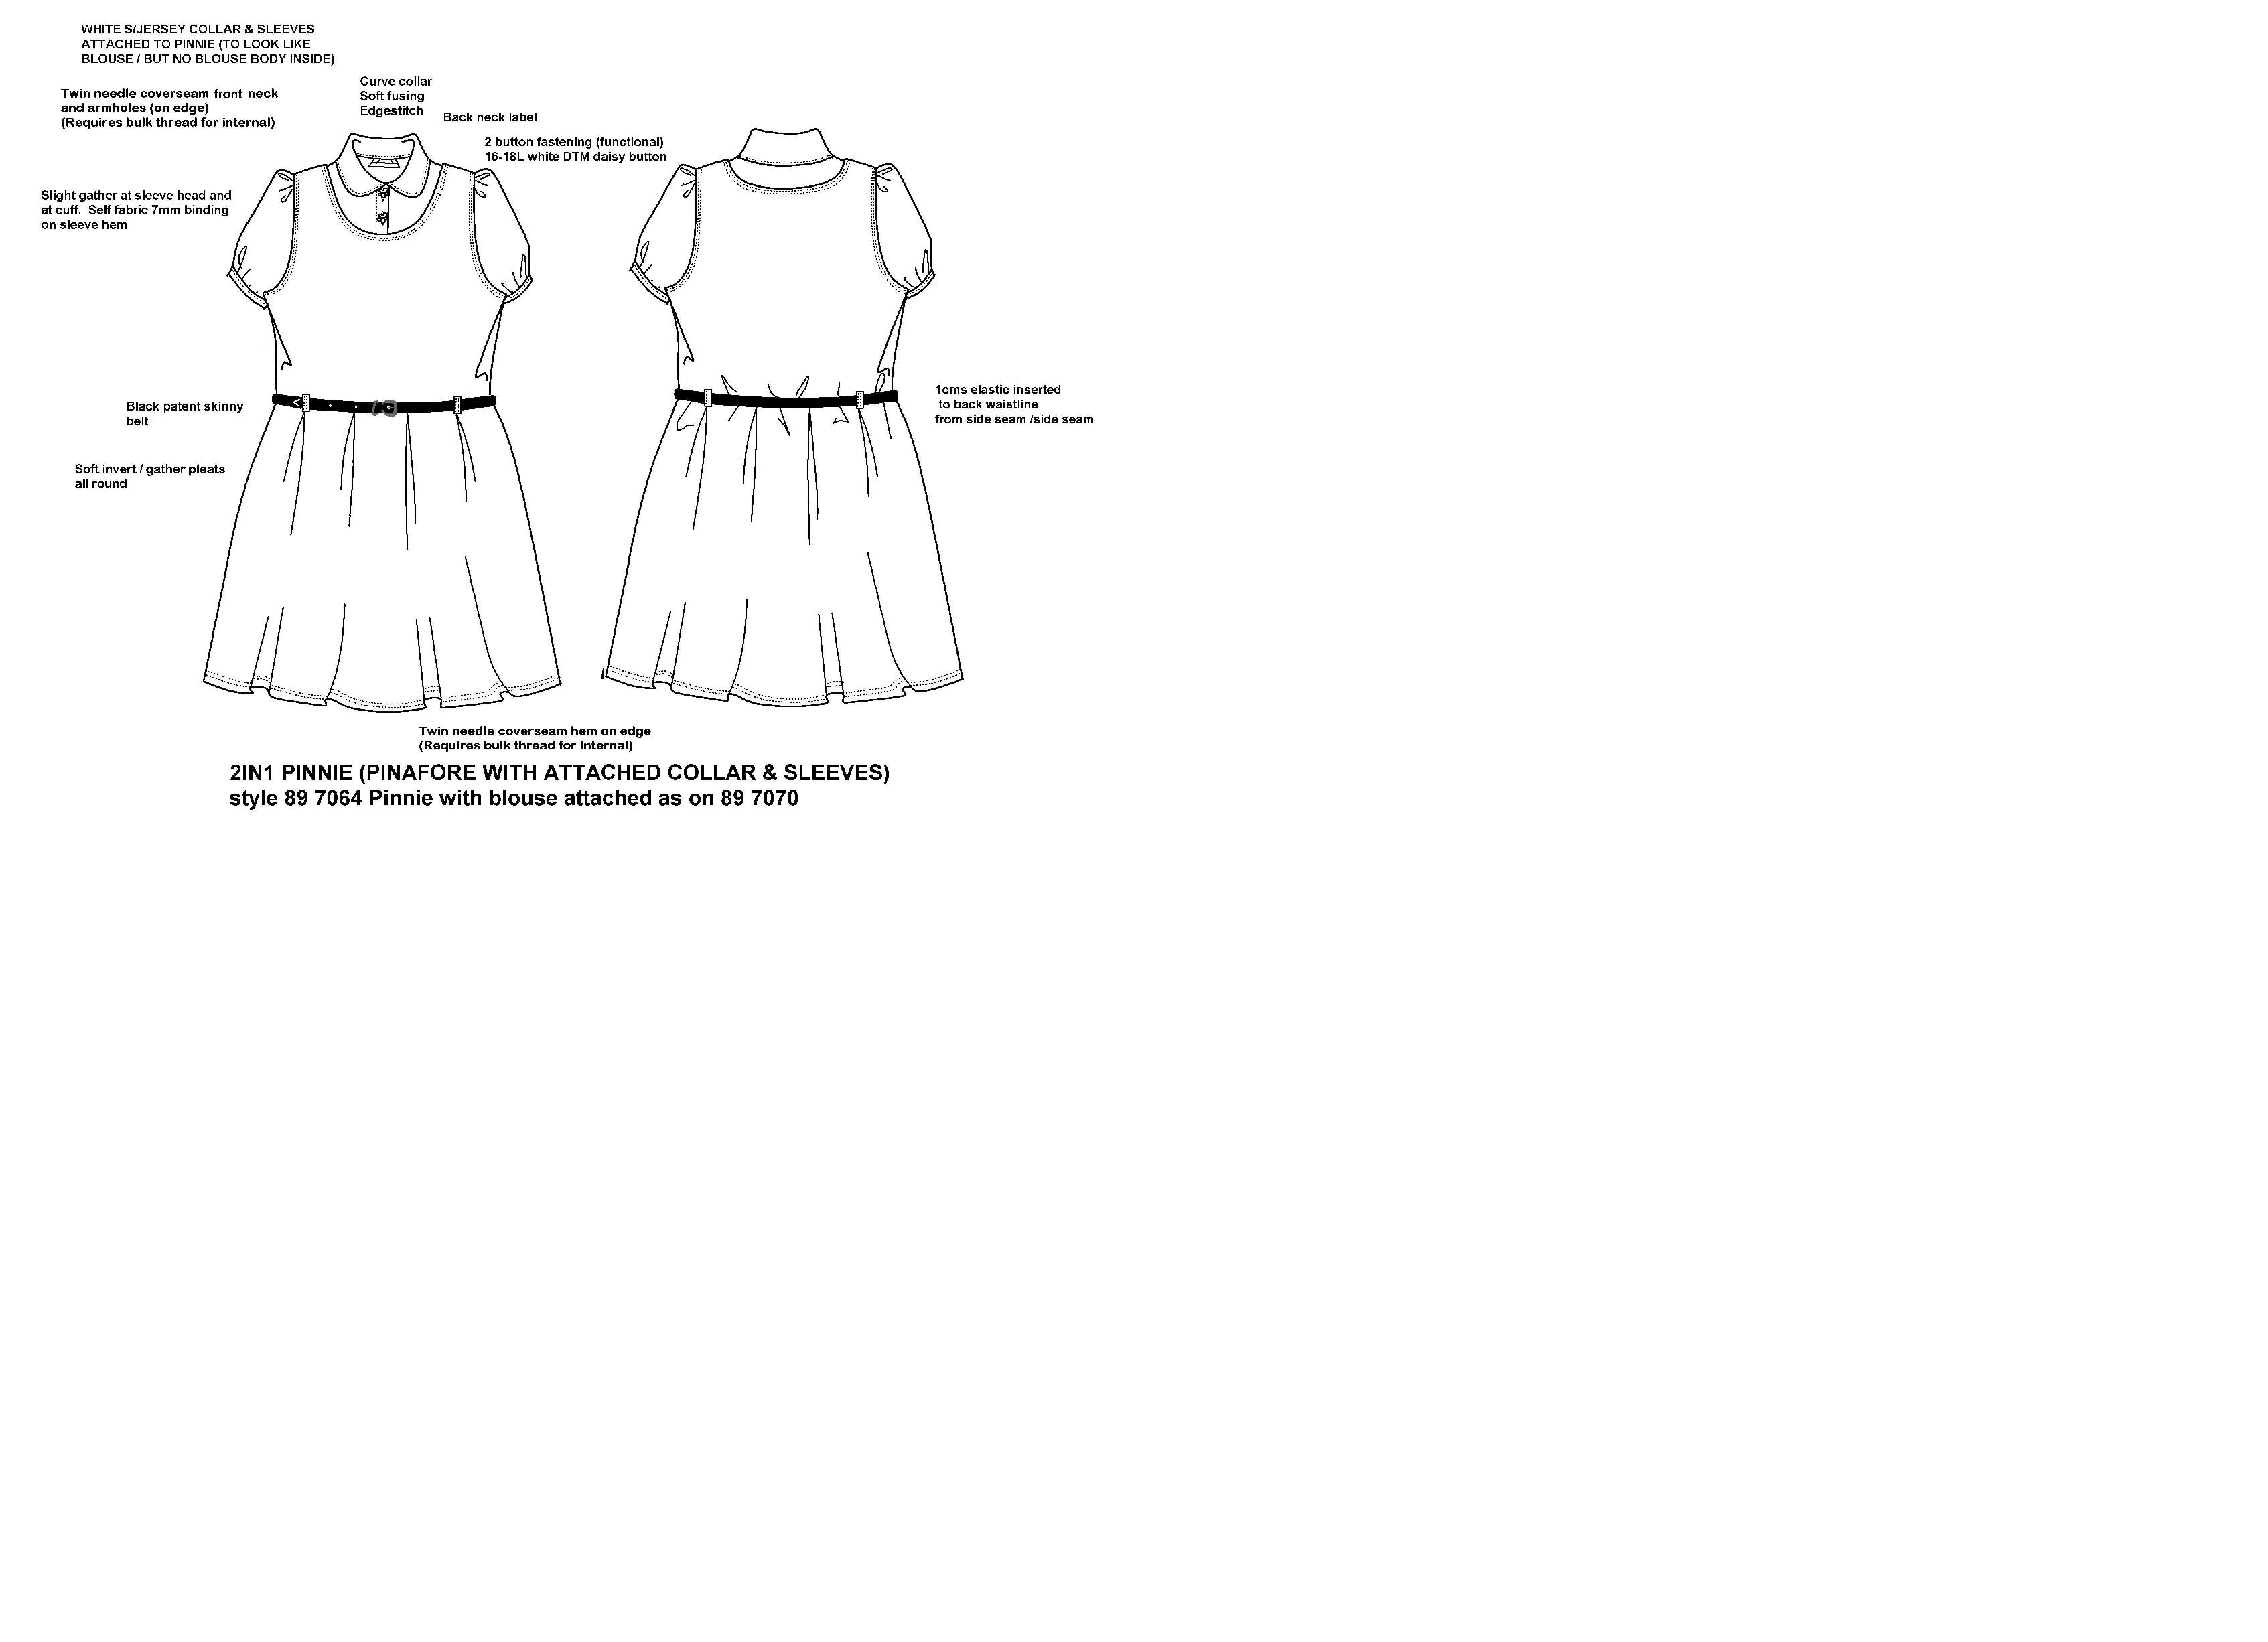 WHITE S/JERSEY COLLAR & SLEEVES
ATTACHED TO PINNIE (TO LOOK LIKE
BLOUSE / BUT NO BLOUSE BODY INSIDE)
Twin needle coverseam front neck
and armholes (on edge)
(Requires bulk thread for internal)
Curve collar
Soft fusing
Edgestitch
Back neck label
2 button fastening (functional)
16-18L white DTM daisy button
Slight gather at sleeve head and
at cuff. Self fabric 7mm binding
on sleeve hem
Black patent skinny
belt
1cms elastic inserted
to back waistline
from side seam /side seam
Soft invert / gather pleats
all round
Twin needle coverseam hem on edge
(Requires bulk thread for internal)
2IN1 PINNIE (PINAFORE WITH ATTACHED COLLAR & SLEEVES)
style 89 7064 Pinnie with blouse attached as on 89 7070